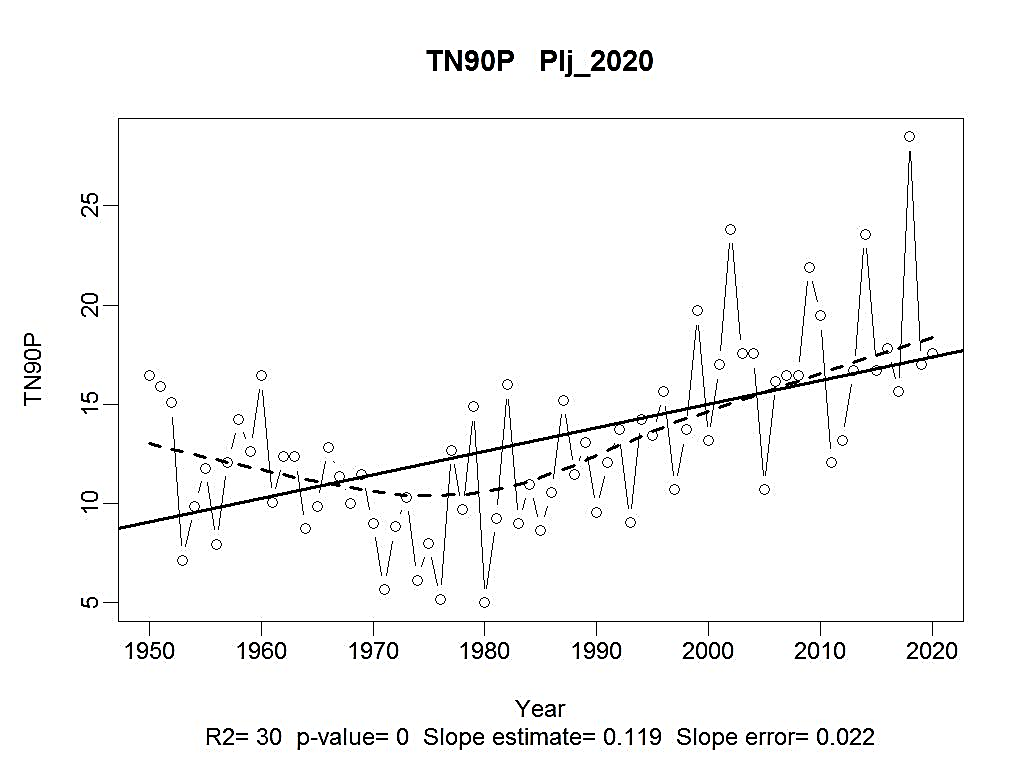 TN90P Plj_2020
TN90P
25
20
15
10
5
1950 1960 1970 1980 1990 2000 2010 2020
Year
R2= 30 p-value= 0 Slope estimate= 0.119 Slope error= 0.022